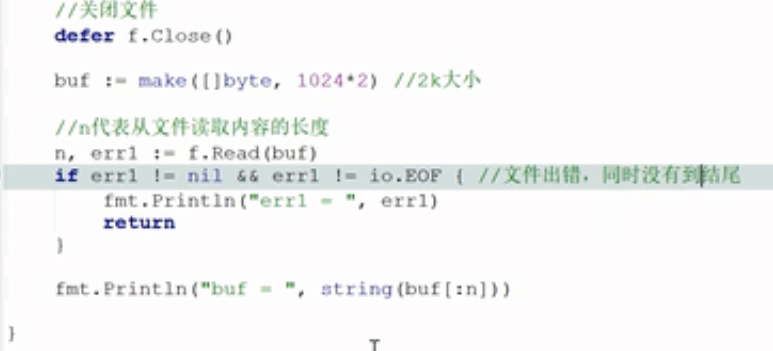 //关闭文件
defer f.Close()
buf := make([]byte, 1024*2) //2k大小
//n代表从文件读取内容的长度
n, err1 := f.Read(buf)
if err1 != nil && err1 != io.EOF { //文件出错，同时没有到结尾
fmt.Println("err1 = ", err1)
return
}
fmt.Println("buf = ", string(buf[:n]))
}